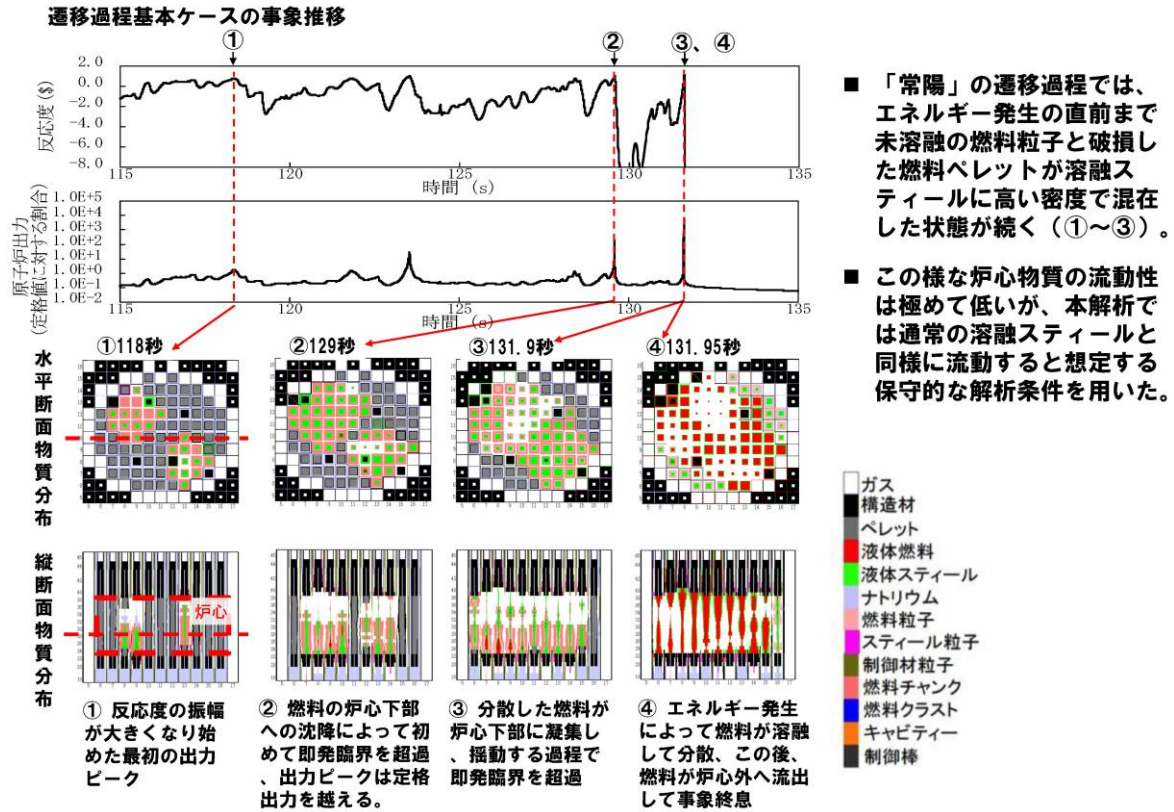 遷移過程基本ケースの事象推移
① ② ③、④
反応度($)
2.0
0.0
-2.0
-4.0
-6.0
-8.0
115 120 125 130 135
時間 (s)
原子炉出力
(定格値に対する割合)
1.0E+5
1.0E+4
1.0E+3
1.0E+2
1.0E+1
1.0E+0
1.0E-1
1.0E-2
115 120 125 130 135
時間 (s)
■ 「常陽」の遷移過程では、
エネルギー発生の直前まで
未溶融の燃料粒子と破損し
た燃料ペレットが溶融ス
ティールに高い密度で混在
した状態が続く(①~③)。
■ この様な炉心物質の流動性
は極めて低いが、本解析で
は通常の溶融スティールと
同様に流動すると想定する
保守的な解析条件を用いた。
水平断面物質分布
①118秒
②129秒
③131.9秒
④131.95秒
縦断面物質分布
炉心
① 反応度の振幅
が大きくなり始
めた最初の出力
ピーク
② 燃料の炉心下部
への沈降によって初
めて即発臨界を超過
、出力ピークは定格
出力を越える。
③ 分散した燃料が
炉心下部に凝集し
、揺動する過程で
即発臨界を超過
④ エネルギー発生
によって燃料が溶融
して分散、この後、
燃料が炉心外へ流出
して事象終息
ガス
構造材
ペレット
液体燃料
液体スティール
ナトリウム
燃料粒子
スティール粒子
制御材粒子
燃料チャンク
燃料クラスト
キャビティー
制御棒